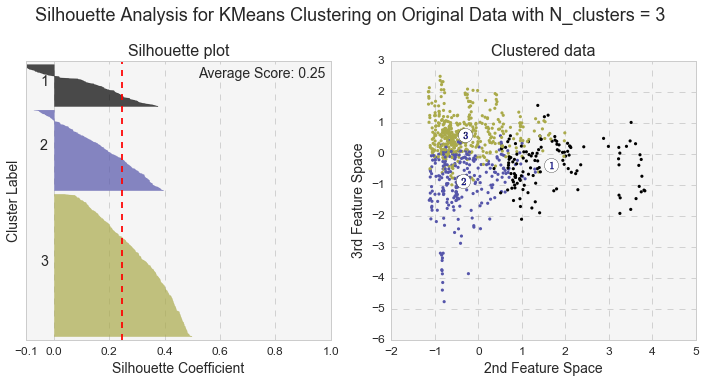 Silhouette Analysis for KMeans Clustering on Original Data with N_clusters = 3
Silhouette plot
Average Score: 0.25
1
2
3
Cluster Label
−0.1 0.0 0.2 0.4 0.6 0.8 1.0
Silhouette Coefficient
Clustered data
3
2
1
0
−1
−2
−3
−4
−5
−6
3
1
2
3rd Feature Space
−2 −1 0 1 2 3 4 5
2nd Feature Space